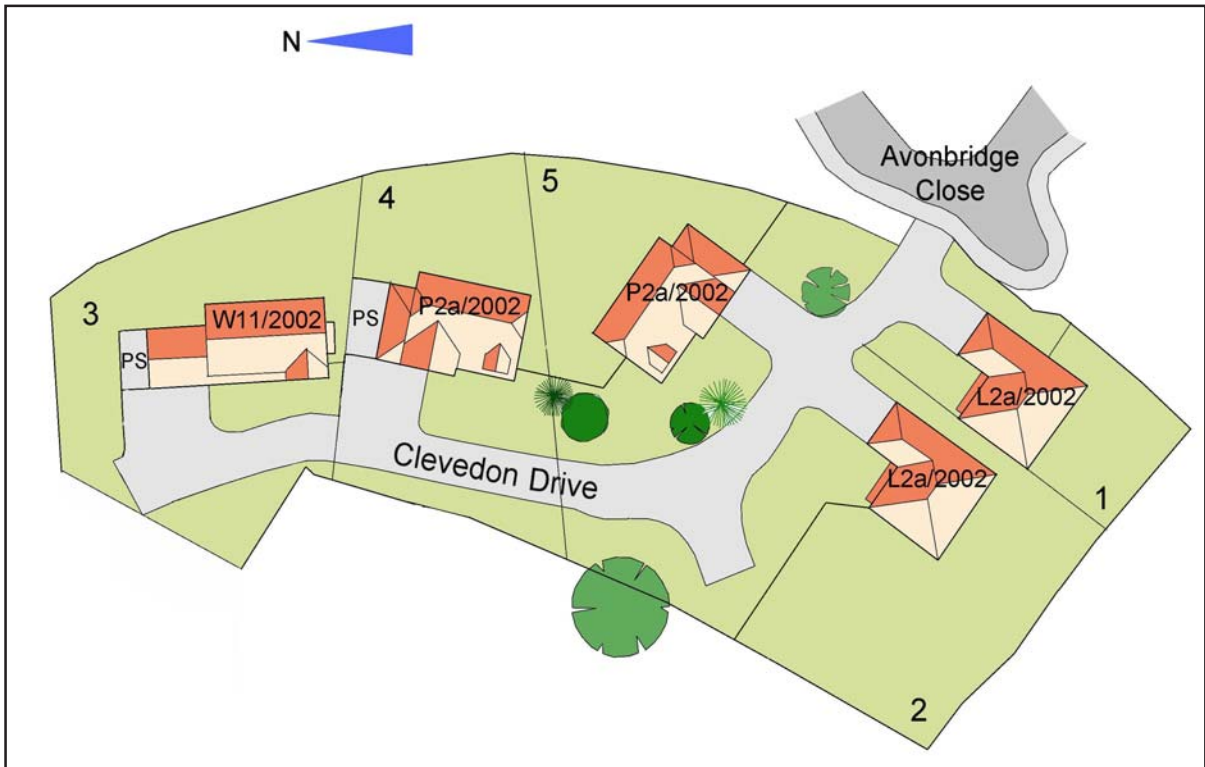 N
Avonbridge
Close
5
4
P2a/2002
P2a/2002
3
W11/2002
PS
PS
L2a/2002
Clevedon Drive
L2a/2002
1
2